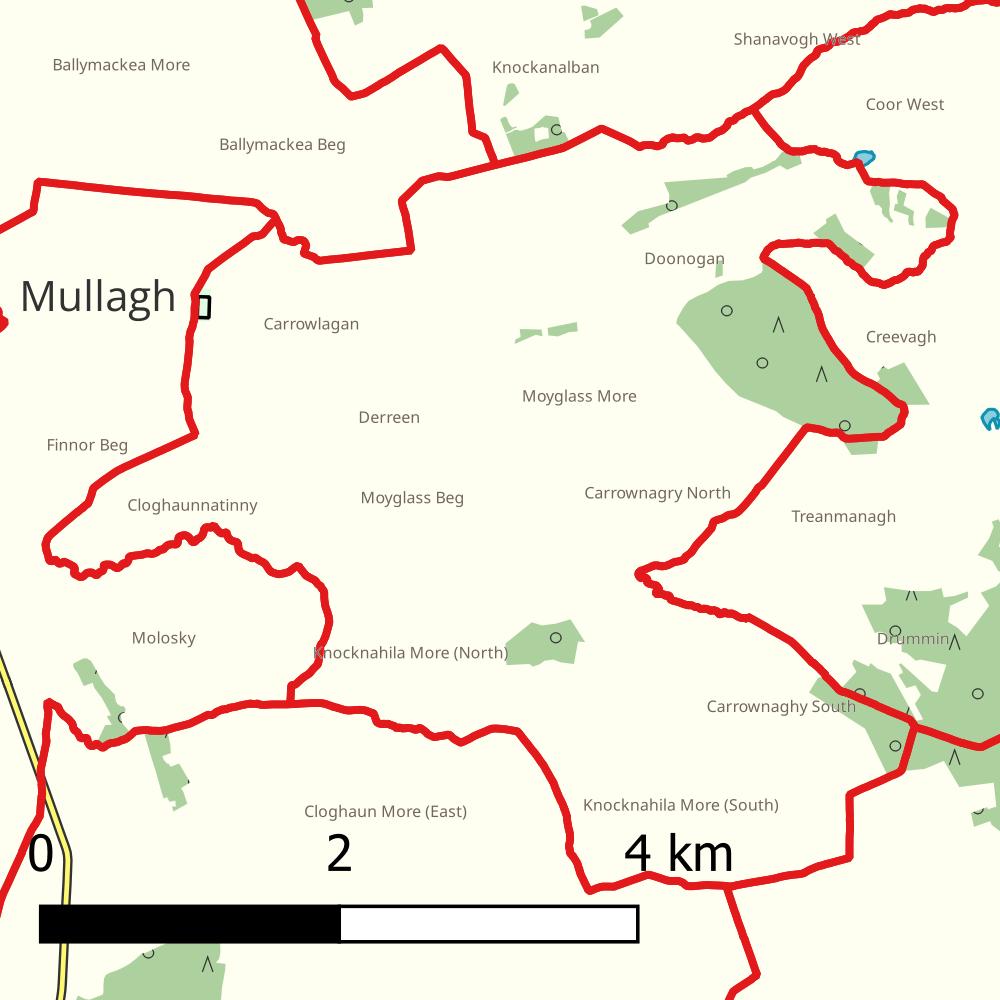 Shanavogh West
Ballymackea More
Knockanalban
Coor West
Ballymackea Beg
Doonogan
Mullagh
Carrowlagan
Creevagh
Moyglass More
Derreen
Finnor Beg
Carrownagry North
Moyglass Beg
Cloghaunnatinny
Treanmanagh
Molosky
Drummin
Knocknahila More (North)
Carrownaghy South
Knocknahila More (South)
Cloghaun More (East)
0 2 4 km